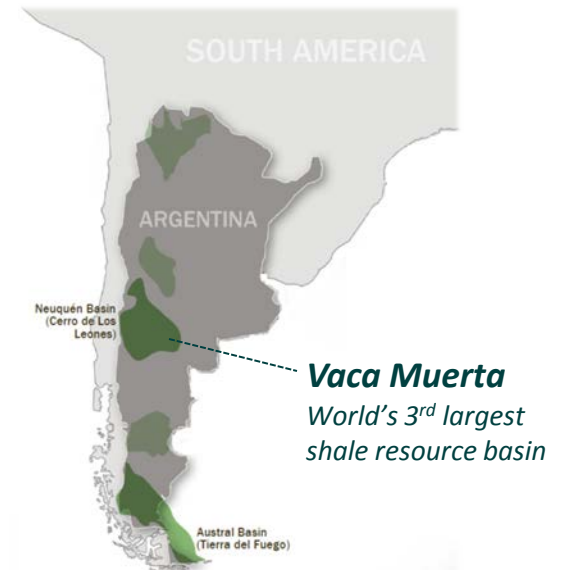 SOUTH AMERICA
ARGENTINA
Neuquén Basin
(Cerro de Los
Leones)
Vaca Muerta
World's 3rd largest
shale resource basin
Austral Basin
(Tierra del Fuego)